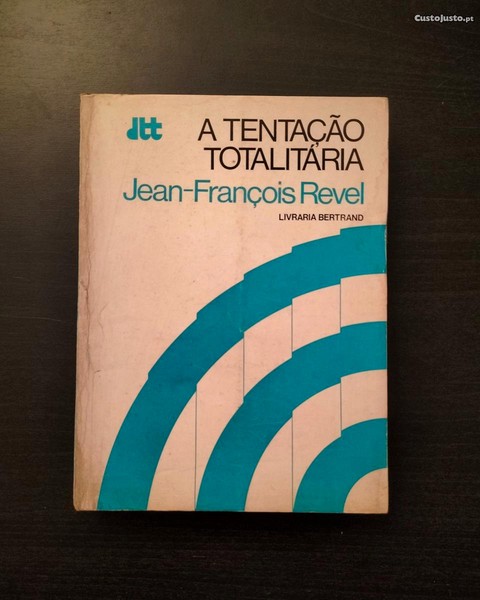 CustoJusto.pt
dtt
A TENTAÇÃO
TOTALITÁRIA
Jean-François Revel
LIVRARIA BERTRAND